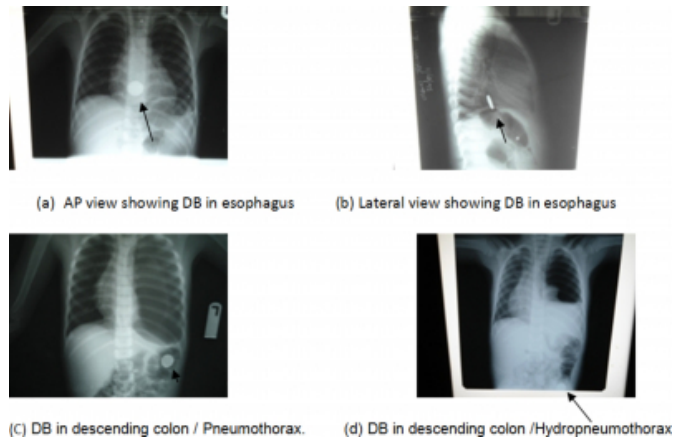 (a) AP view showing DB in esophagus
(b) Lateral view showing DB in esophagus
(C) DB in descending colon / Pneumothorax.
(d) DB in descending colon /Hydropneumothorax